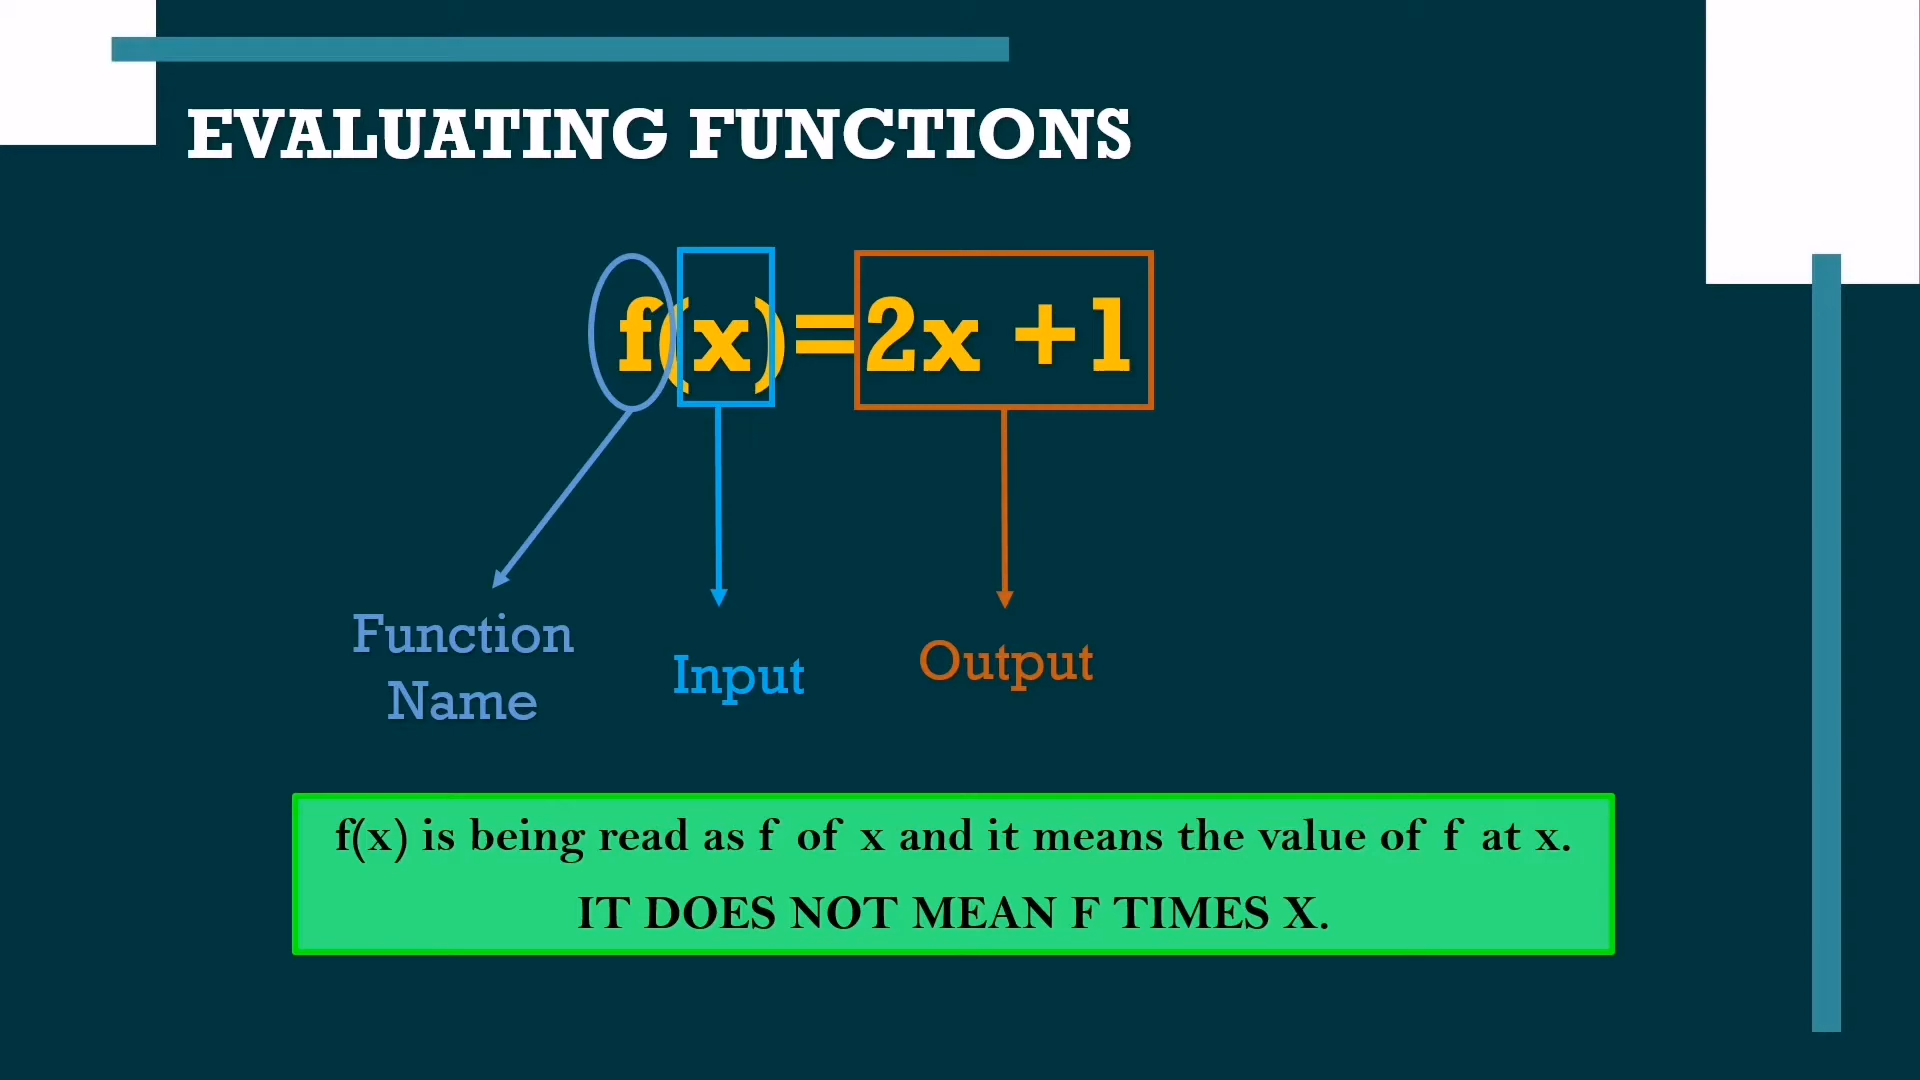 EVALUATING FUNCTIONS
f(x)=2x +1
Function
Name
Input
Output
f(x) is being read as f of x and it means the value of f at x.
IT DOES NOT MEAN F TIMES X.